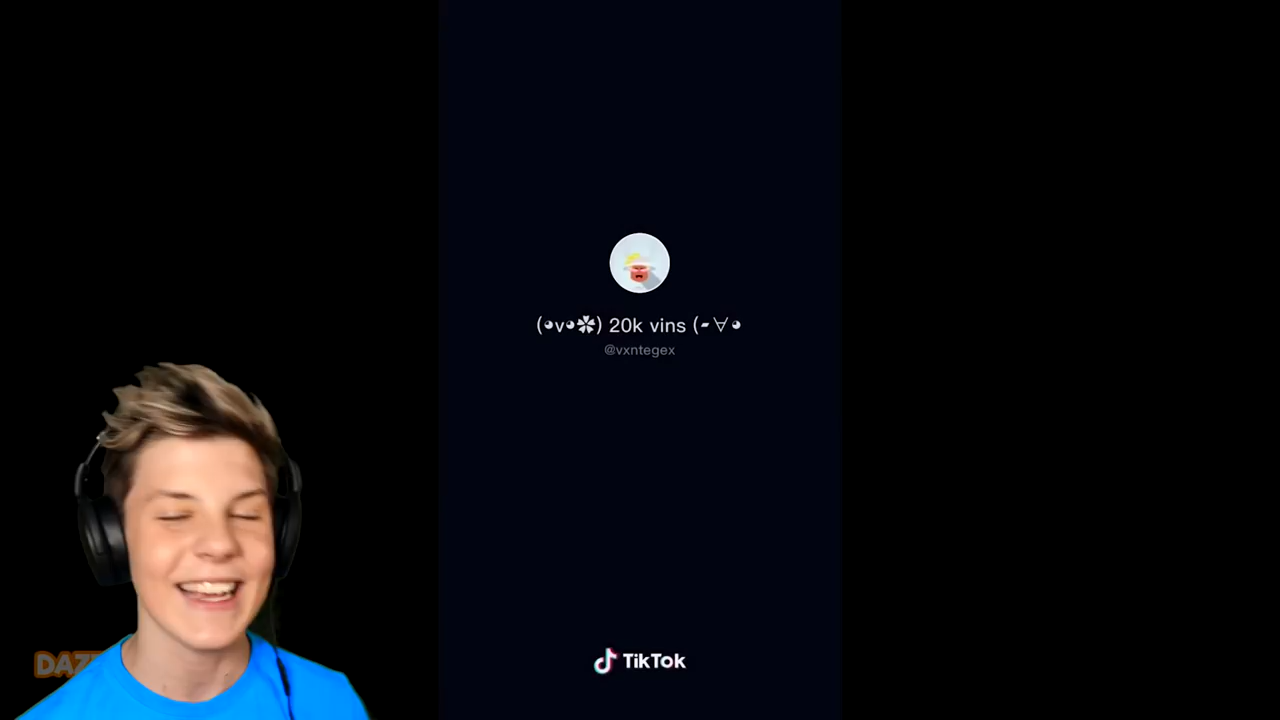 (◕v◕✿) 20k vins (▰∀◕
@vxntegex
TikTok